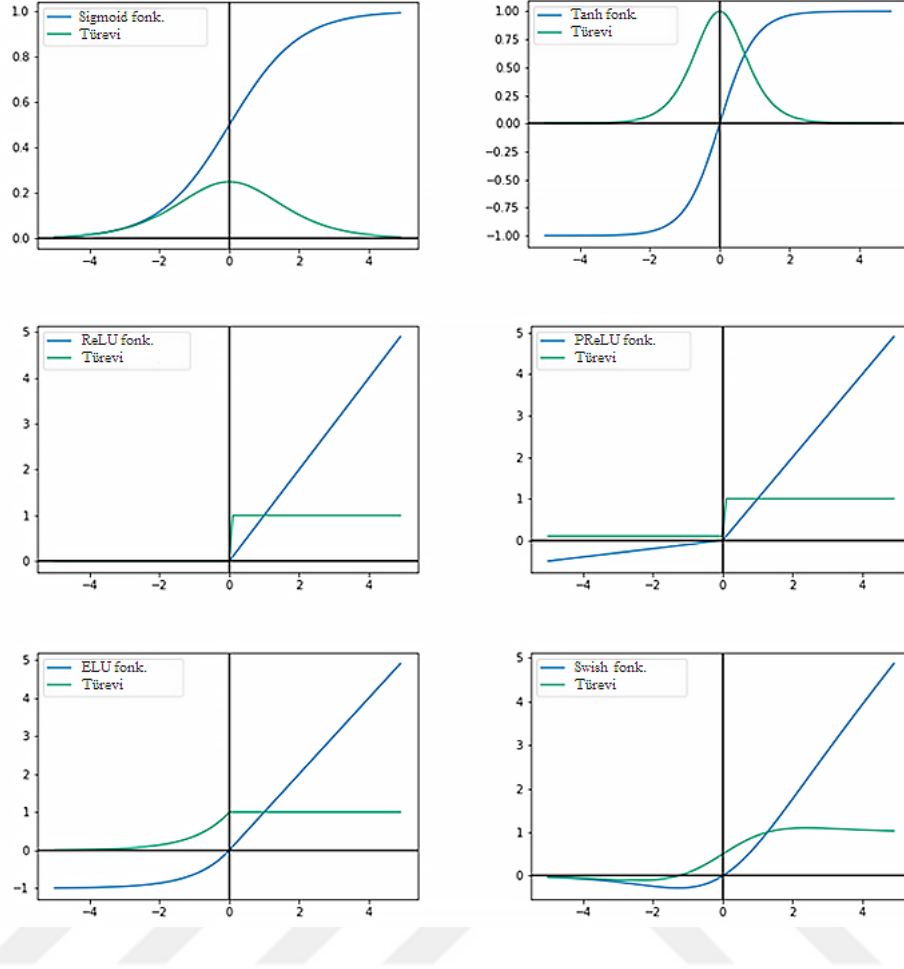 Sigmoid fonk.
Türevi
1.0
0.8
0.6
0.4
0.2
0.0
−4 −2 0 2 4
Tanh fonk.
Türevi
1.00
0.75
0.50
0.25
0.00
−0.25
−0.50
−0.75
−1.00
−4 −2 0 2 4
ReLU fonk.
Türevi
5
4
3
2
1
0
−4 −2 0 2 4
PReLU fonk.
Türevi
5
4
3
2
1
0
−4 −2 0 2 4
ELU fonk.
Türevi
5
4
3
2
1
0
−1
−4 −2 0 2 4
Swish fonk.
Türevi
5
4
3
2
1
0
−4 −2 0 2 4